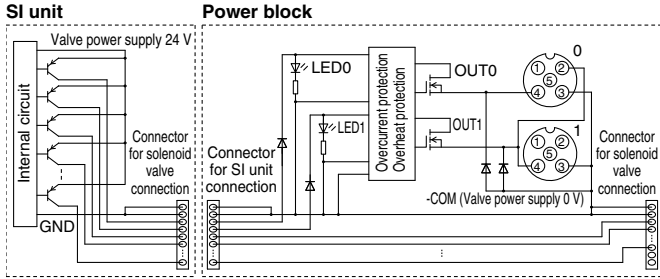 SI unit
Power block
Valve power supply 24 V
Internal circuit
GND
Connector
for solenoid
valve
connection
LED0
LED1
Connector
for SI unit
connection
Overcurrent protection
Overheat protection
OUT0
OUT1
0
1 2
5
4 3
1
1 2
5
4 3
-COM (Valve power supply 0 V)
Connector
for solenoid
valve
connection